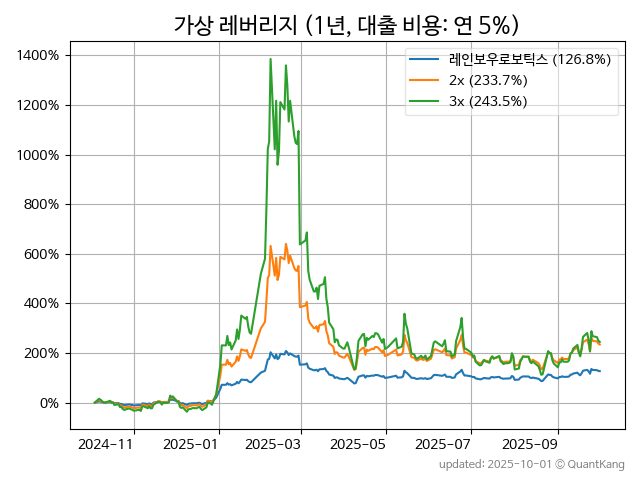 가상 레버리지 (1년, 대출 비용: 연 5%)
레인보우로보틱스 (126.8%)
2x (233.7%)
3x (243.5%)
1400%
1200%
1000%
800%
600%
400%
200%
0%
2024-11
2025-01
2025-03
2025-05
2025-07
2025-09
updated: 2025-10-01 © QuantKang